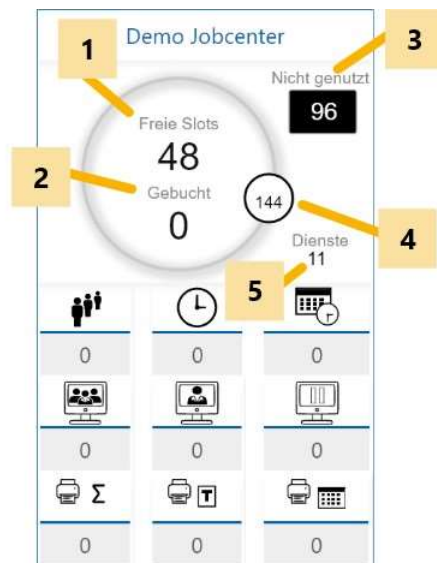 Demo Jobcenter
1
3
Nicht genutzt
96
Freie Slots
48
2
Gebucht
0
144
4
Dienste
11
5
0 0 0
0 0 0
Σ T
0 0 0